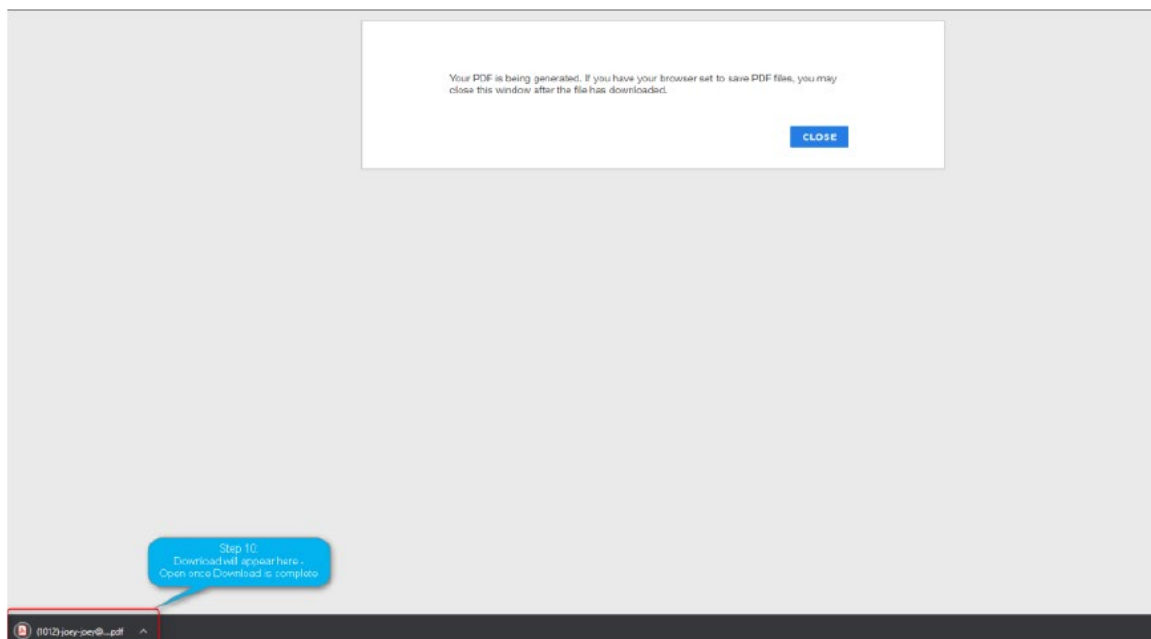 Your PDF is being generated. If you have your browser set to save PDF files, you may
close this window after the file has downloaded.
CLOSE
Step 10:
Download will appear here -
Open once Download is complete
(1012)-joey-joey@....pdf